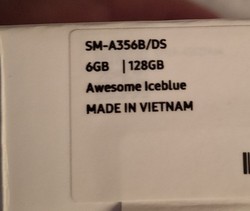 SM-A356B/DS
6GB | 128GB
Awesome Iceblue
MADE IN VIETNAM